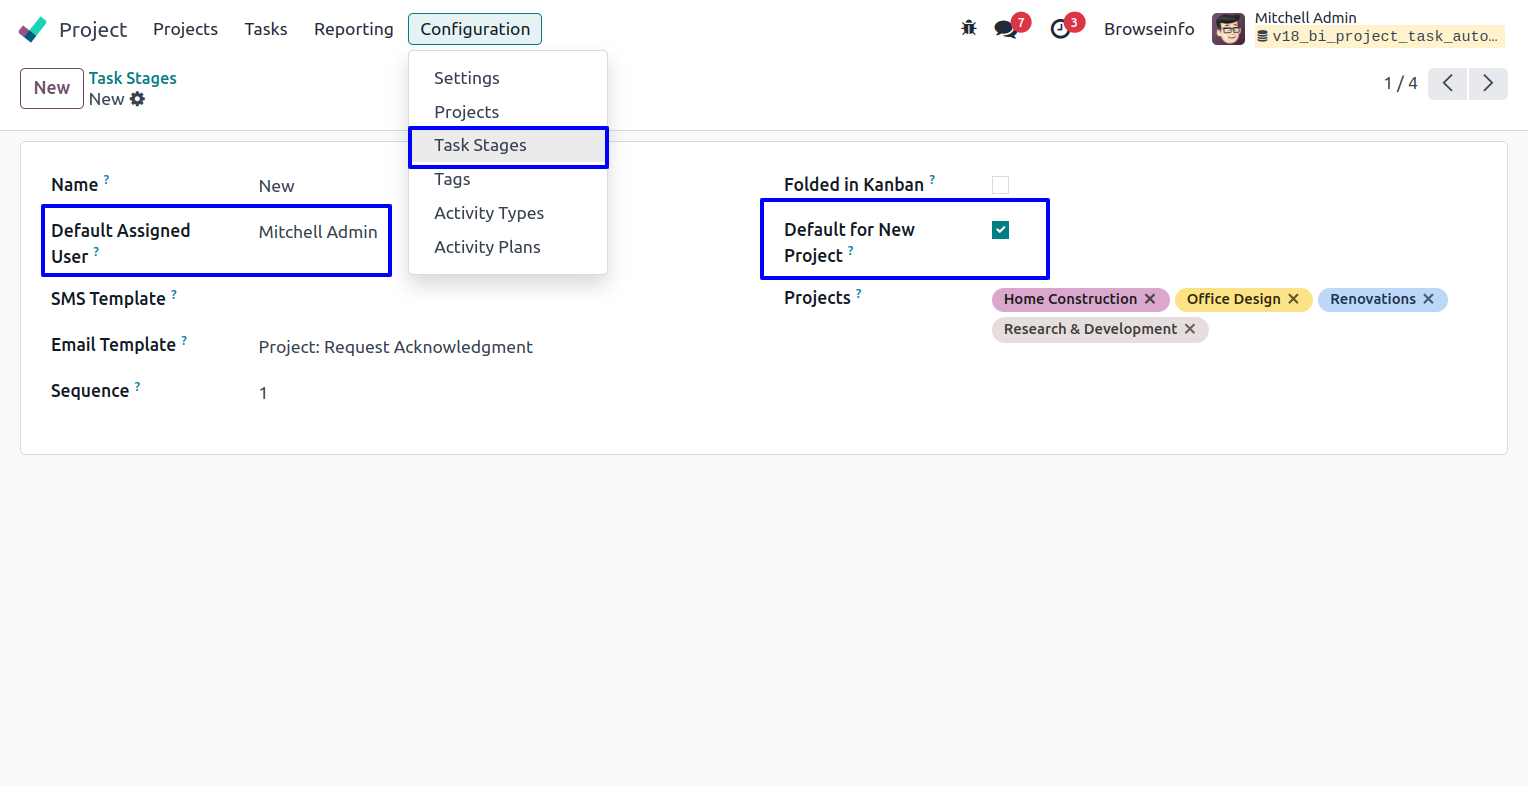 Project Projects Tasks Reporting Configuration 7 3 Browseinfo Mitchell Admin
v18_bi_project_task_auto...
New Task Stages
New
1 / 4
Settings
Projects
Task Stages
Tags
Activity Types
Activity Plans
Name ? New
Default Assigned
User ? Mitchell Admin
SMS Template ?
Email Template ? Project: Request Acknowledgment
Sequence ? 1
Folded in Kanban ?
Default for New
Project ?
Projects ? Home Construction Office Design Renovations
Research & Development